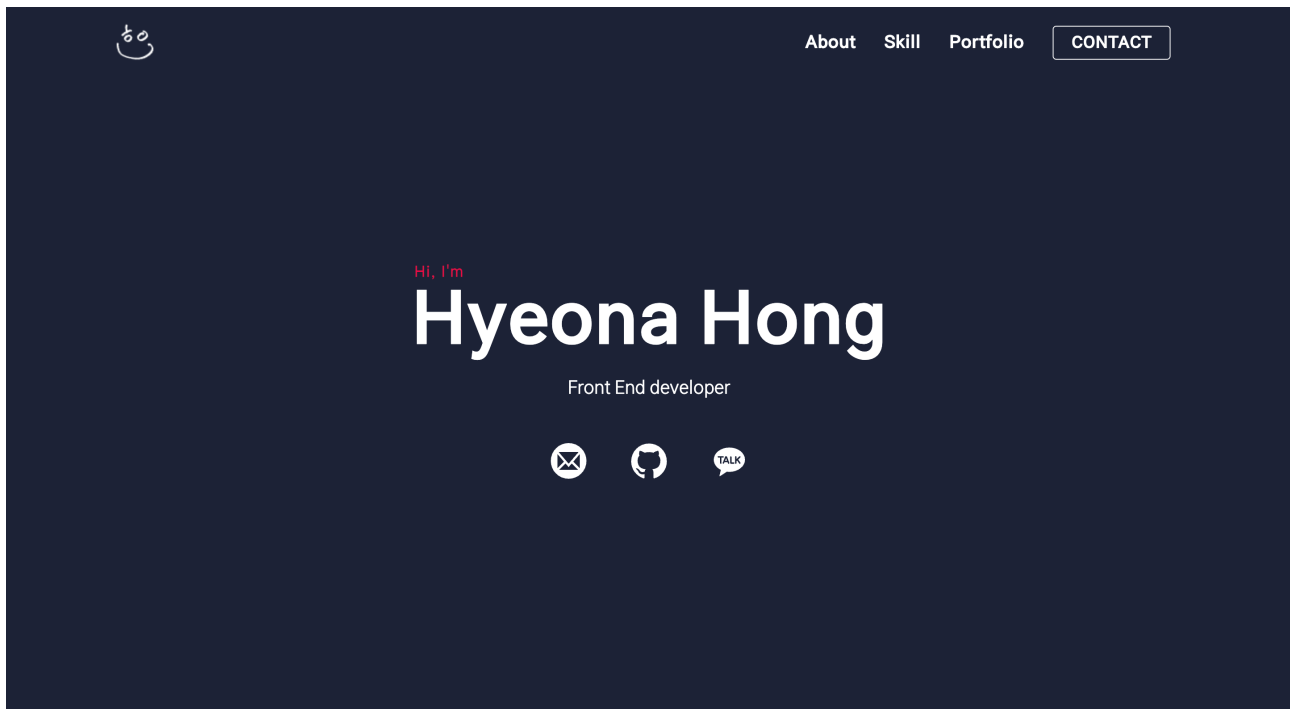 About Skill Portfolio CONTACT
Hi, I'm
Hyeona Hong
Front End developer
TALK